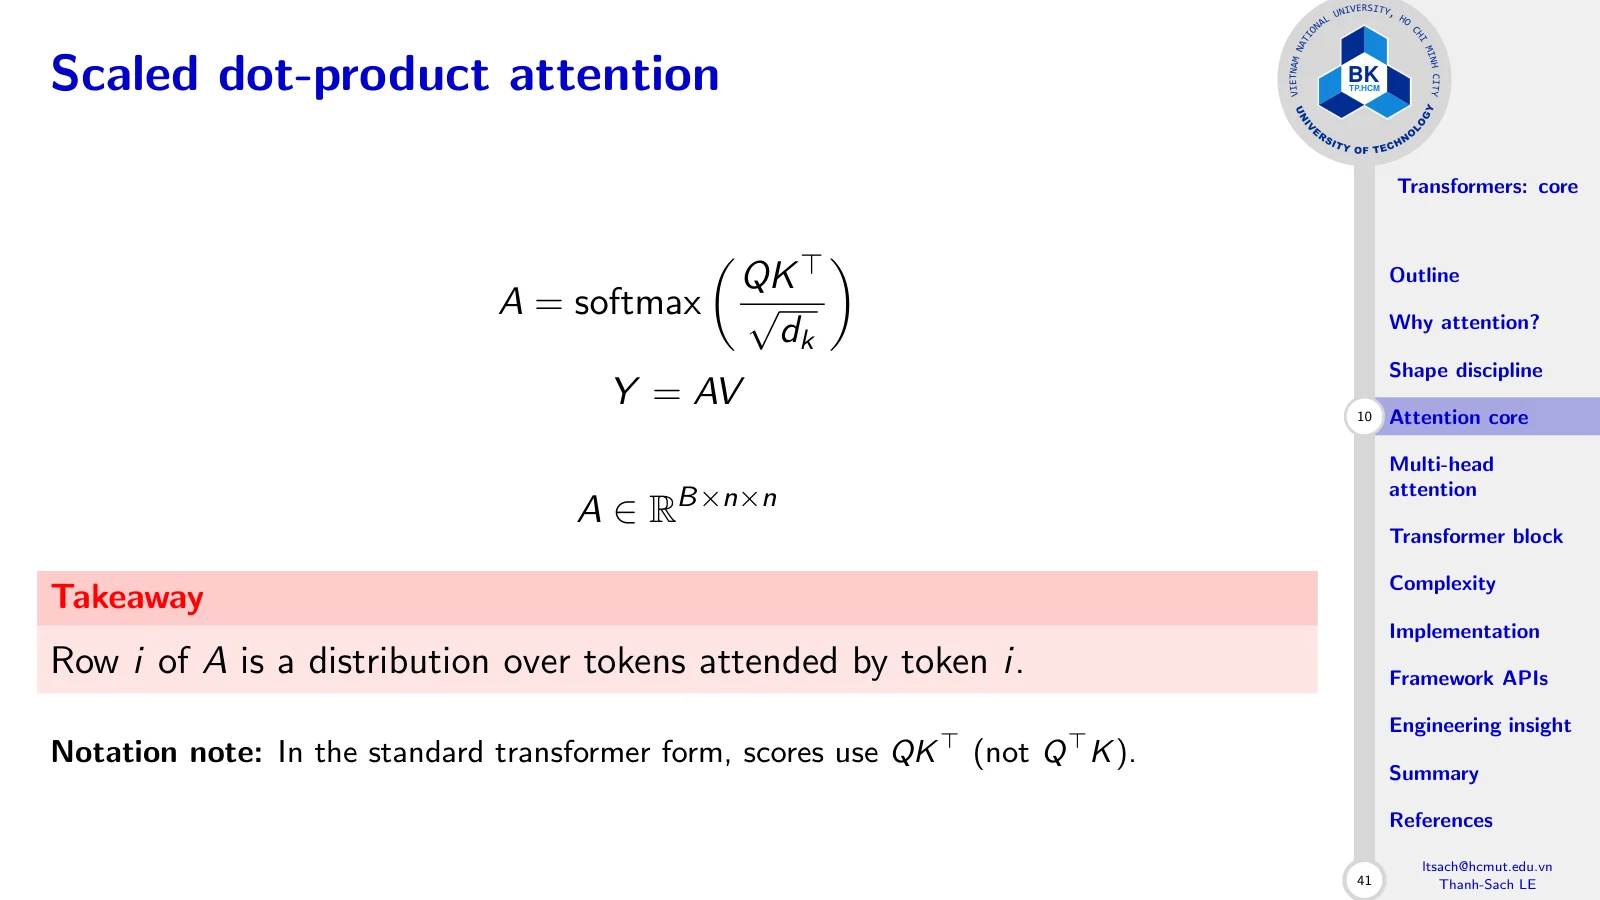 Scaled dot-product attention
A = softmax(QK⊤ / √dₖ)
Y = AV
A ∈ ℝ^{B×n×n}
Takeaway
Row i of A is a distribution over tokens attended by token i.
Notation note: In the standard transformer form, scores use QK⊤ (not Q⊤K).
VIETNAM NATIONAL UNIVERSITY, HO CHI MINH CITY
BK
TP.HCM
UNIVERSITY OF TECHNOLOGY
Transformers: core
Outline
Why attention?
Shape discipline
10
Attention core
Multi-head
attention
Transformer block
Complexity
Implementation
Framework APIs
Engineering insight
Summary
References
41
ltsach@hcmut.edu.vn
Thanh-Sach LE